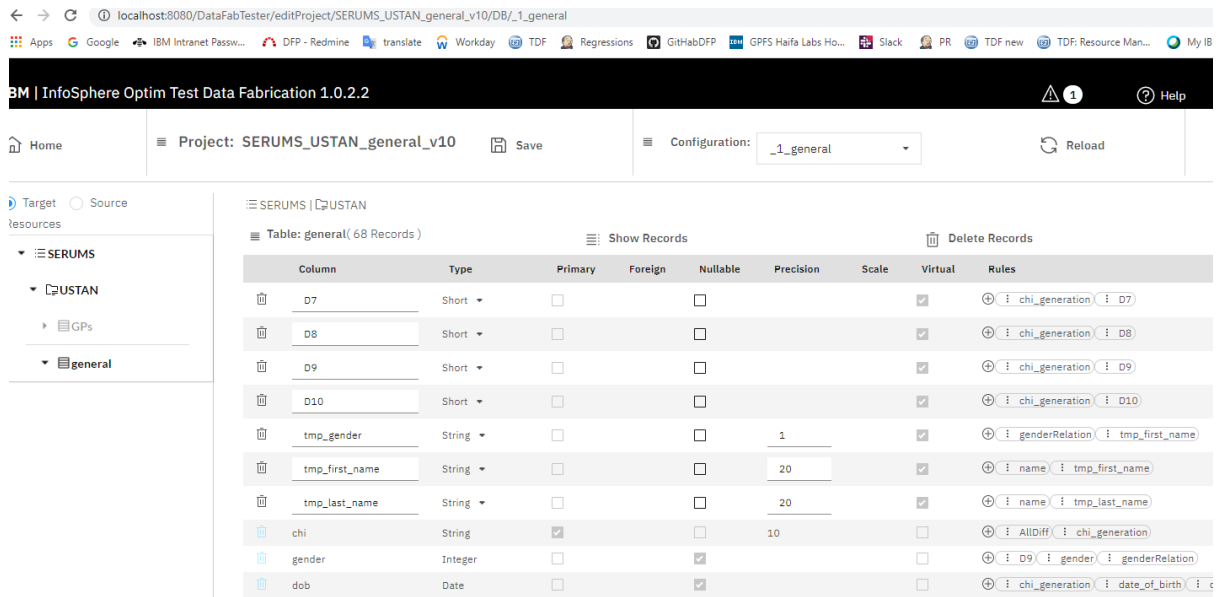 localhost:8080/DataFabTester/editProject/SERUMS_USTAN_general_v10/DB/_1_general
Apps Google IBM Intranet Passw... DFP - Redmine translate Workday TDF Regressions GitHabDFP GPFS Haifa Labs Ho... Slack PR TDF new TDF: Resource Man... My IB
BM | InfoSphere Optim Test Data Fabrication 1.0.2.2 1 Help
Home Project: SERUMS_USTAN_general_v10 Save Configuration: _1_general Reload
Target Source SERUMS | USTAN
Resources Table: general( 68 Records ) Show Records Delete Records
SERUMS
USTAN
GPs
general
Column Type Primary Foreign Nullable Precision Scale Virtual Rules
D7 Short chi_generation D7
D8 Short chi_generation D8
D9 Short chi_generation D9
D10 Short chi_generation D10
tmp_gender String 1 genderRelation tmp_first_name
tmp_first_name String 20 name tmp_first_name
tmp_last_name String 20 name tmp_last_name
chi String 10 AllDiff chi_generation
gender Integer D9 gender genderRelation
dob Date chi_generation date_of_birth